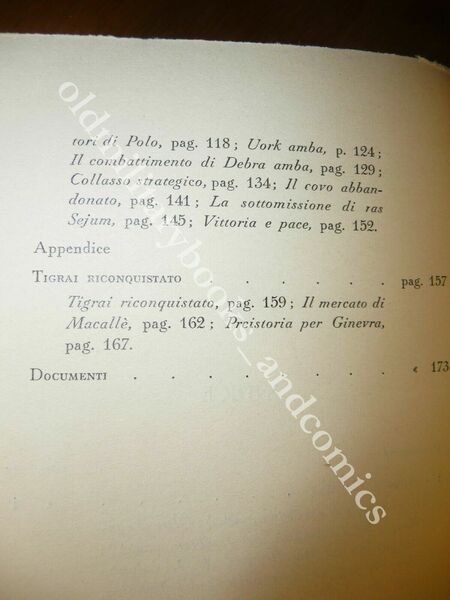 tori di Polo, pag. 118; Uork amba, p. 124;
Il combattimento di Debra amba, pag. 129;
Collasso strategico, pag. 134; Il covo abban-
donato, pag. 141; La sottomissione di ras
Sejum, pag. 145; Vittoria e pace, pag. 152.
Appendice
TIGRAI RICONQUISTATO . . . . . pag. 157
Tigrai riconquistato, pag. 159; Il mercato di
Macallè, pag. 162; Preistoria per Ginevra,
pag. 167.
DOCUMENTI . . . . . . . « 173
oldmilitarybooks_andcomics